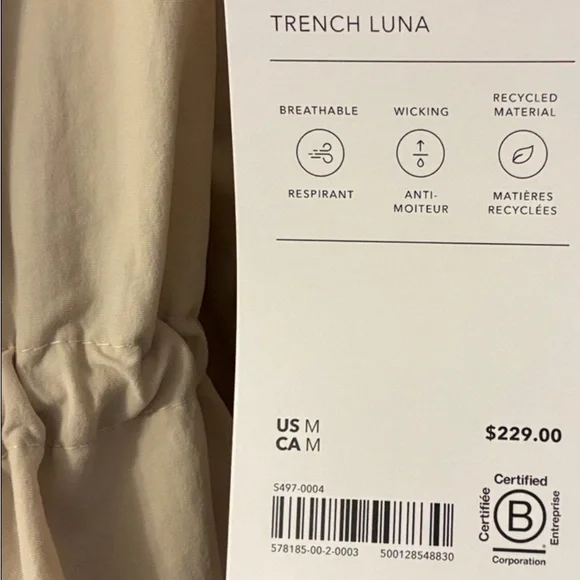 TRENCH LUNA
BREATHABLE
WICKING
RECYCLED
MATERIAL
RESPIRANT
ANTI-
MOITEUR
MATIÈRES
RECYCLÉES
US M
CA M
$229.00
S497-0004
578185-00-2-0003 500128548830
Certified
Certifiée
B
Entreprise
Corporation